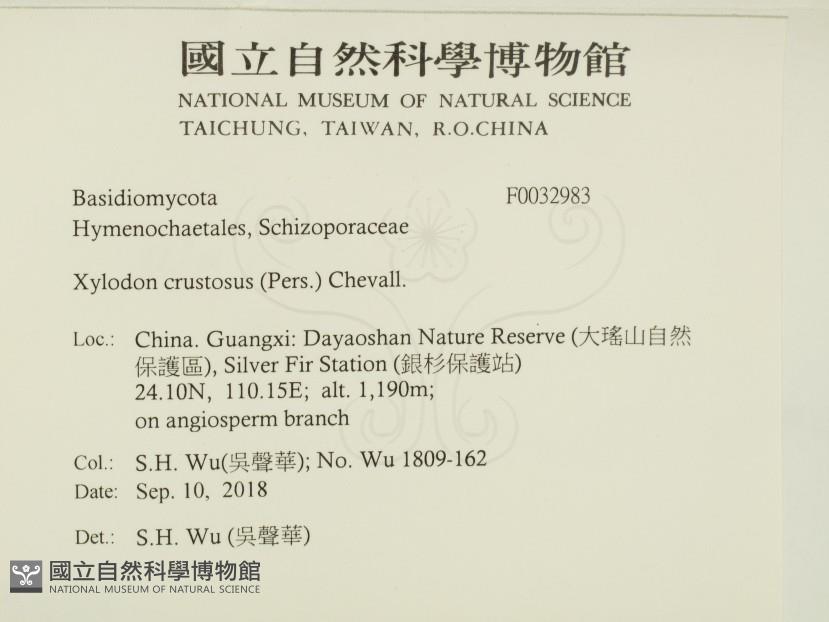 國立自然科學博物館
NATIONAL MUSEUM OF NATURAL SCIENCE
TAICHUNG, TAIWAN, R.O.CHINA
Basidiomycota F0032983
Hymenochaetales, Schizoporaceae
Xylodon crustosus (Pers.) Chevall.
Loc.: China. Guangxi: Dayaoshan Nature Reserve (大瑤山自然
保護區), Silver Fir Station (銀杉保護站)
24.10N, 110.15E; alt. 1,190m;
on angiosperm branch
Col.: S.H. Wu(吳聲華); No. Wu 1809-162
Date: Sep. 10, 2018
Det.: S.H. Wu (吳聲華)
國立自然科學博物館
NATIONAL MUSEUM OF NATURAL SCIENCE